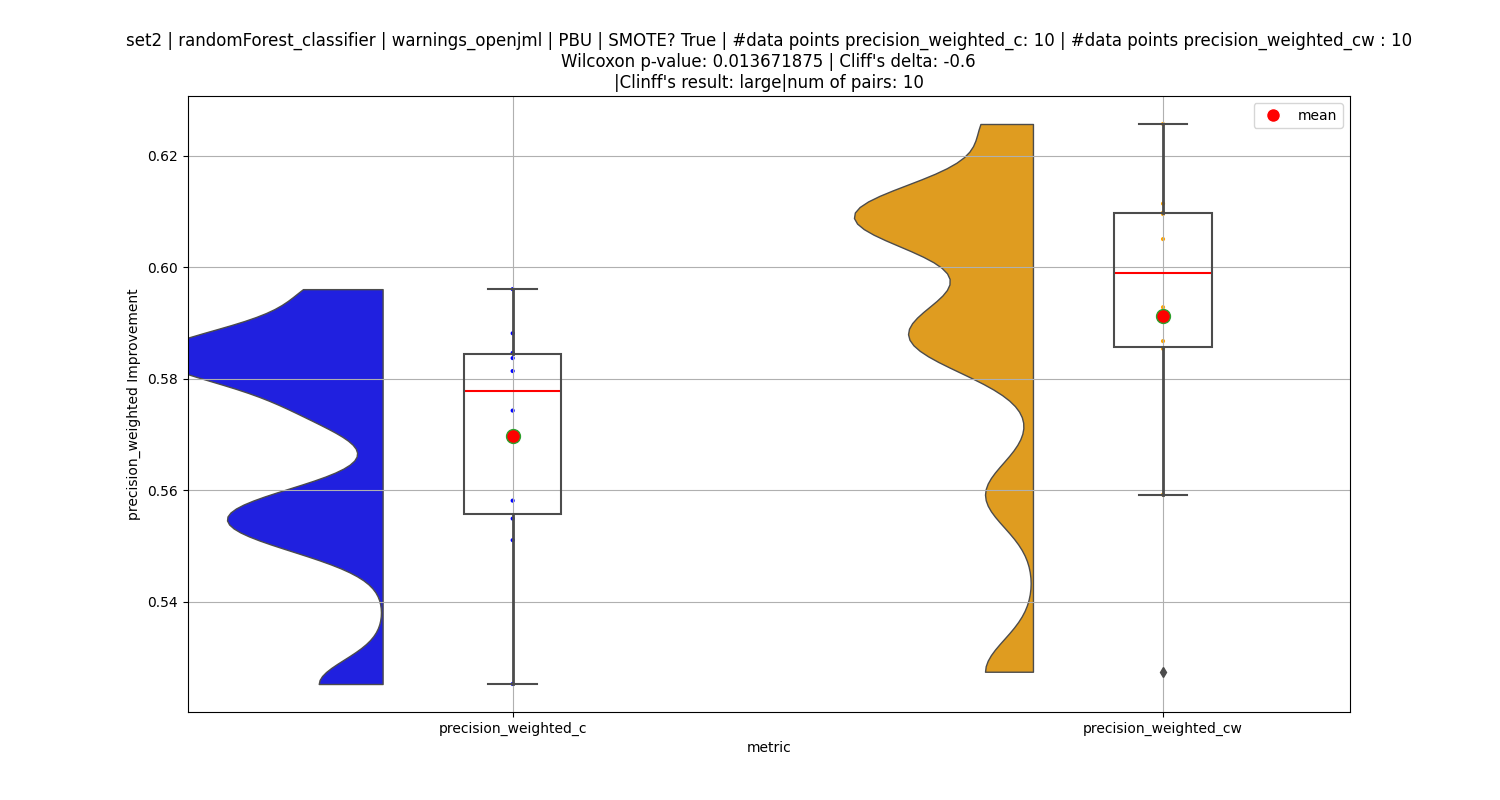 set2 | randomForest_classifier | warnings_openjml | PBU | SMOTE? True | #data points precision_weighted_c: 10 | #data points precision_weighted_cw : 10
Wilcoxon p-value: 0.013671875 | Cliff's delta: -0.6
|Clinff's result: large|num of pairs: 10
mean
precision_weighted Improvement
0.62
0.60
0.58
0.56
0.54
precision_weighted_c
precision_weighted_cw
metric